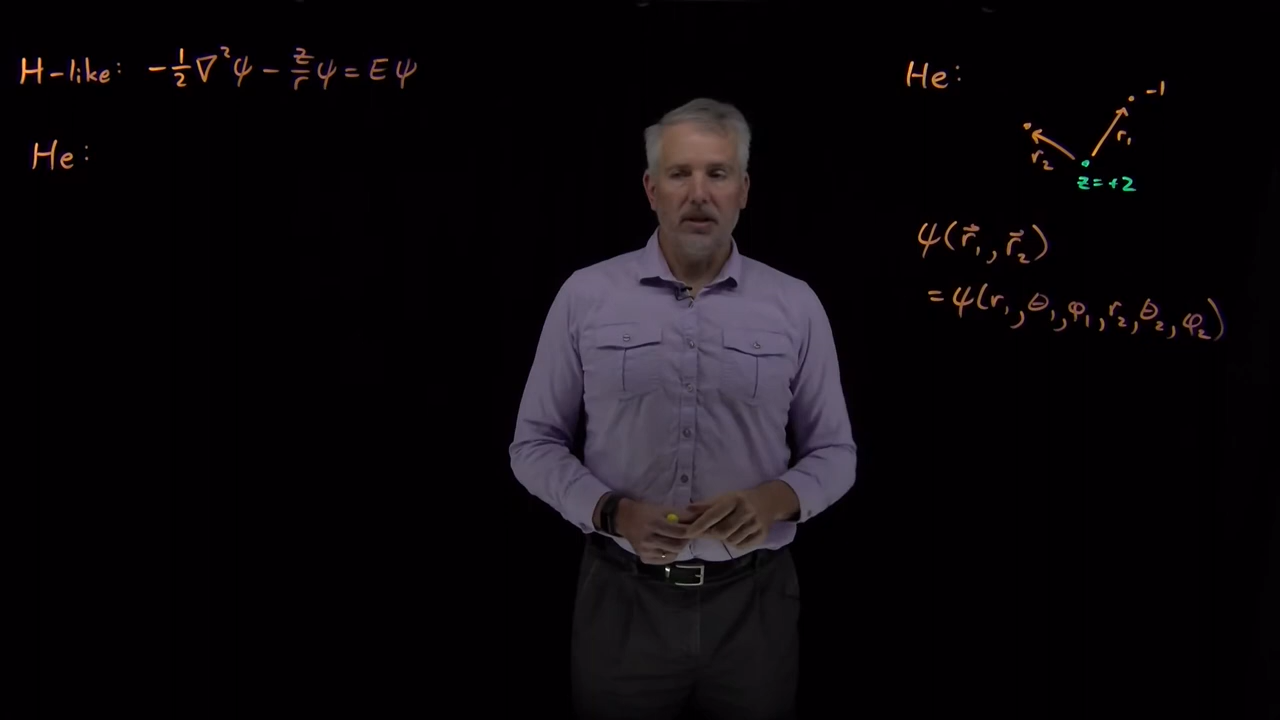 H-like: -½∇²ψ - z/r ψ = Eψ
He:
He:
-1
r₁
r₂
z=+2
ψ(r⃗₁, r⃗₂)
=ψ(r₁, θ₁, φ₁, r₂, θ₂, φ₂)